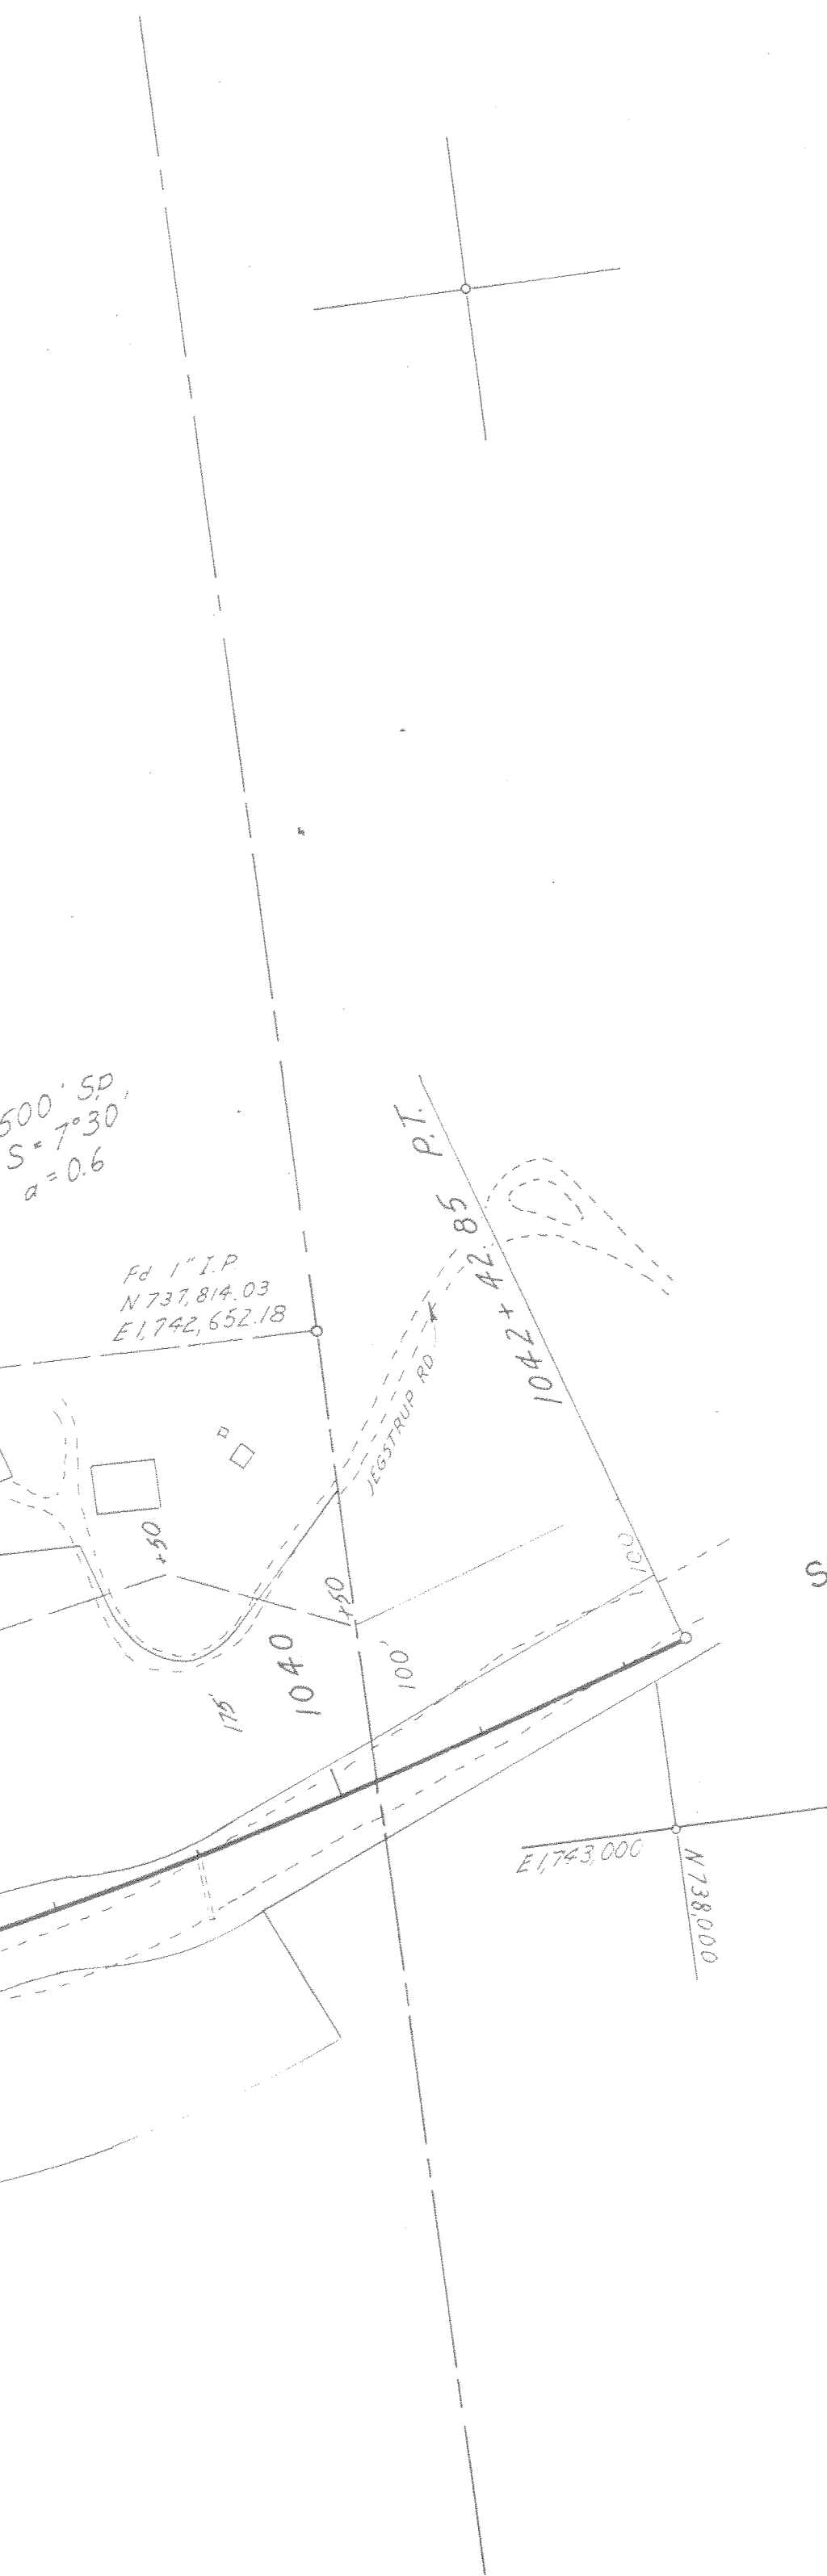 500' S.P.
S = 7°30'
a = 0.6
Fd 1" I.P.
N 737,814.03
E 1,742,652.18
1042 + 42.85 P.T.
JEGSTRUP RD
+50
+50
100
1040
100'
175'
S
E 1,743,000
N 738,000